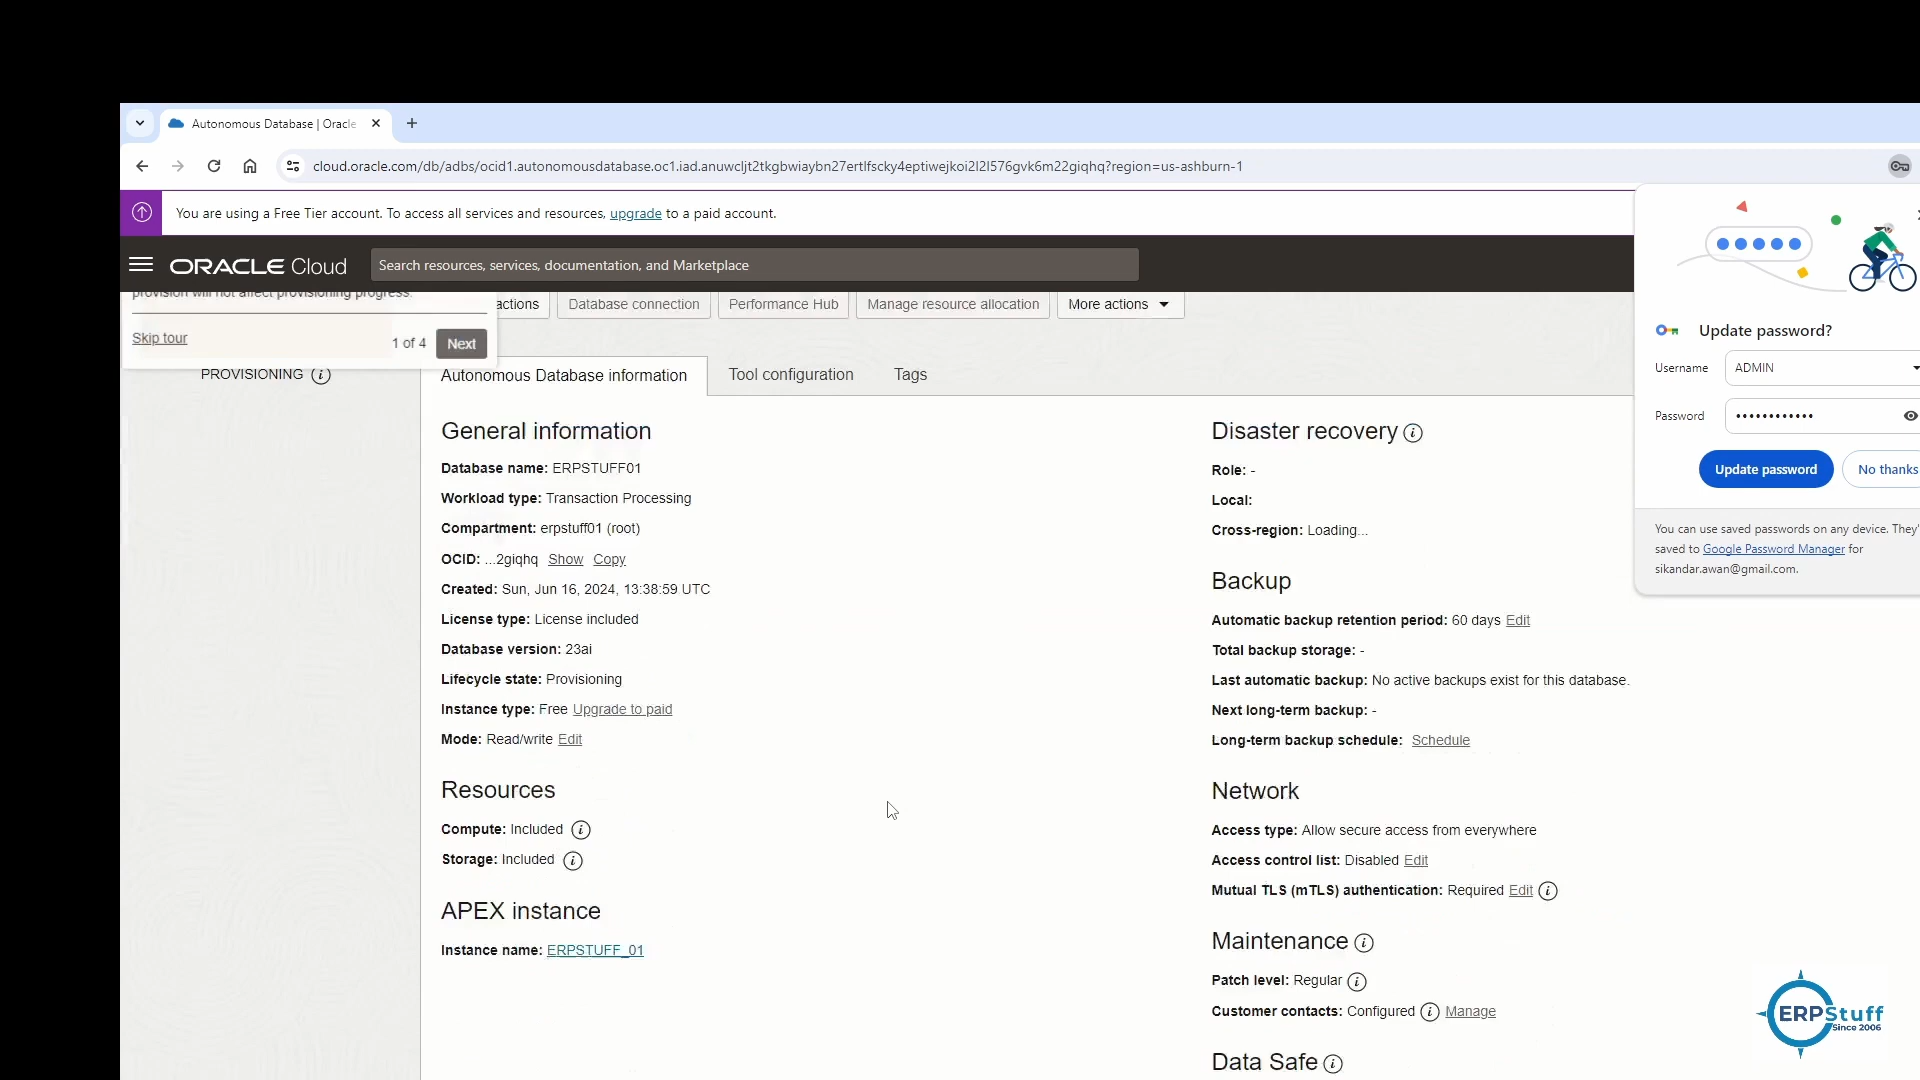 Autonomous Database | Oracle
cloud.oracle.com/db/adbs/ocid1.autonomousdatabase.oc1.iad.anuwcljt2tkgbwiaybn27ertlfscky4eptiwejkoi2l2l576gvk6m22giqhq?region=us-ashburn-1
You are using a Free Tier account. To access all services and resources, upgrade to a paid account.
ORACLE Cloud
Search resources, services, documentation, and Marketplace
provision will not affect provisioning progress.
Skip tour
1 of 4
Next
actions
Database connection
Performance Hub
Manage resource allocation
More actions
PROVISIONING
Autonomous Database information
Tool configuration
Tags
General information
Database name: ERPSTUFF01
Workload type: Transaction Processing
Compartment: erpstuff01 (root)
OCID: ...2giqhq Show Copy
Created: Sun, Jun 16, 2024, 13:38:59 UTC
License type: License included
Database version: 23ai
Lifecycle state: Provisioning
Instance type: Free Upgrade to paid
Mode: Read/write Edit
Resources
Compute: Included
Storage: Included
APEX instance
Instance name: ERPSTUFF_01
Disaster recovery
Role: -
Local:
Cross-region: Loading...
Backup
Automatic backup retention period: 60 days Edit
Total backup storage: -
Last automatic backup: No active backups exist for this database.
Next long-term backup: -
Long-term backup schedule: Schedule
Network
Access type: Allow secure access from everywhere
Access control list: Disabled Edit
Mutual TLS (mTLS) authentication: Required Edit
Maintenance
Patch level: Regular
Customer contacts: Configured Manage
Data Safe
Update password?
Username ADMIN
Password ••••••••••••
Update password
No thanks
You can use saved passwords on any device. They'
saved to Google Password Manager for
sikandar.awan@gmail.com.
ERPStuff
Since 2006